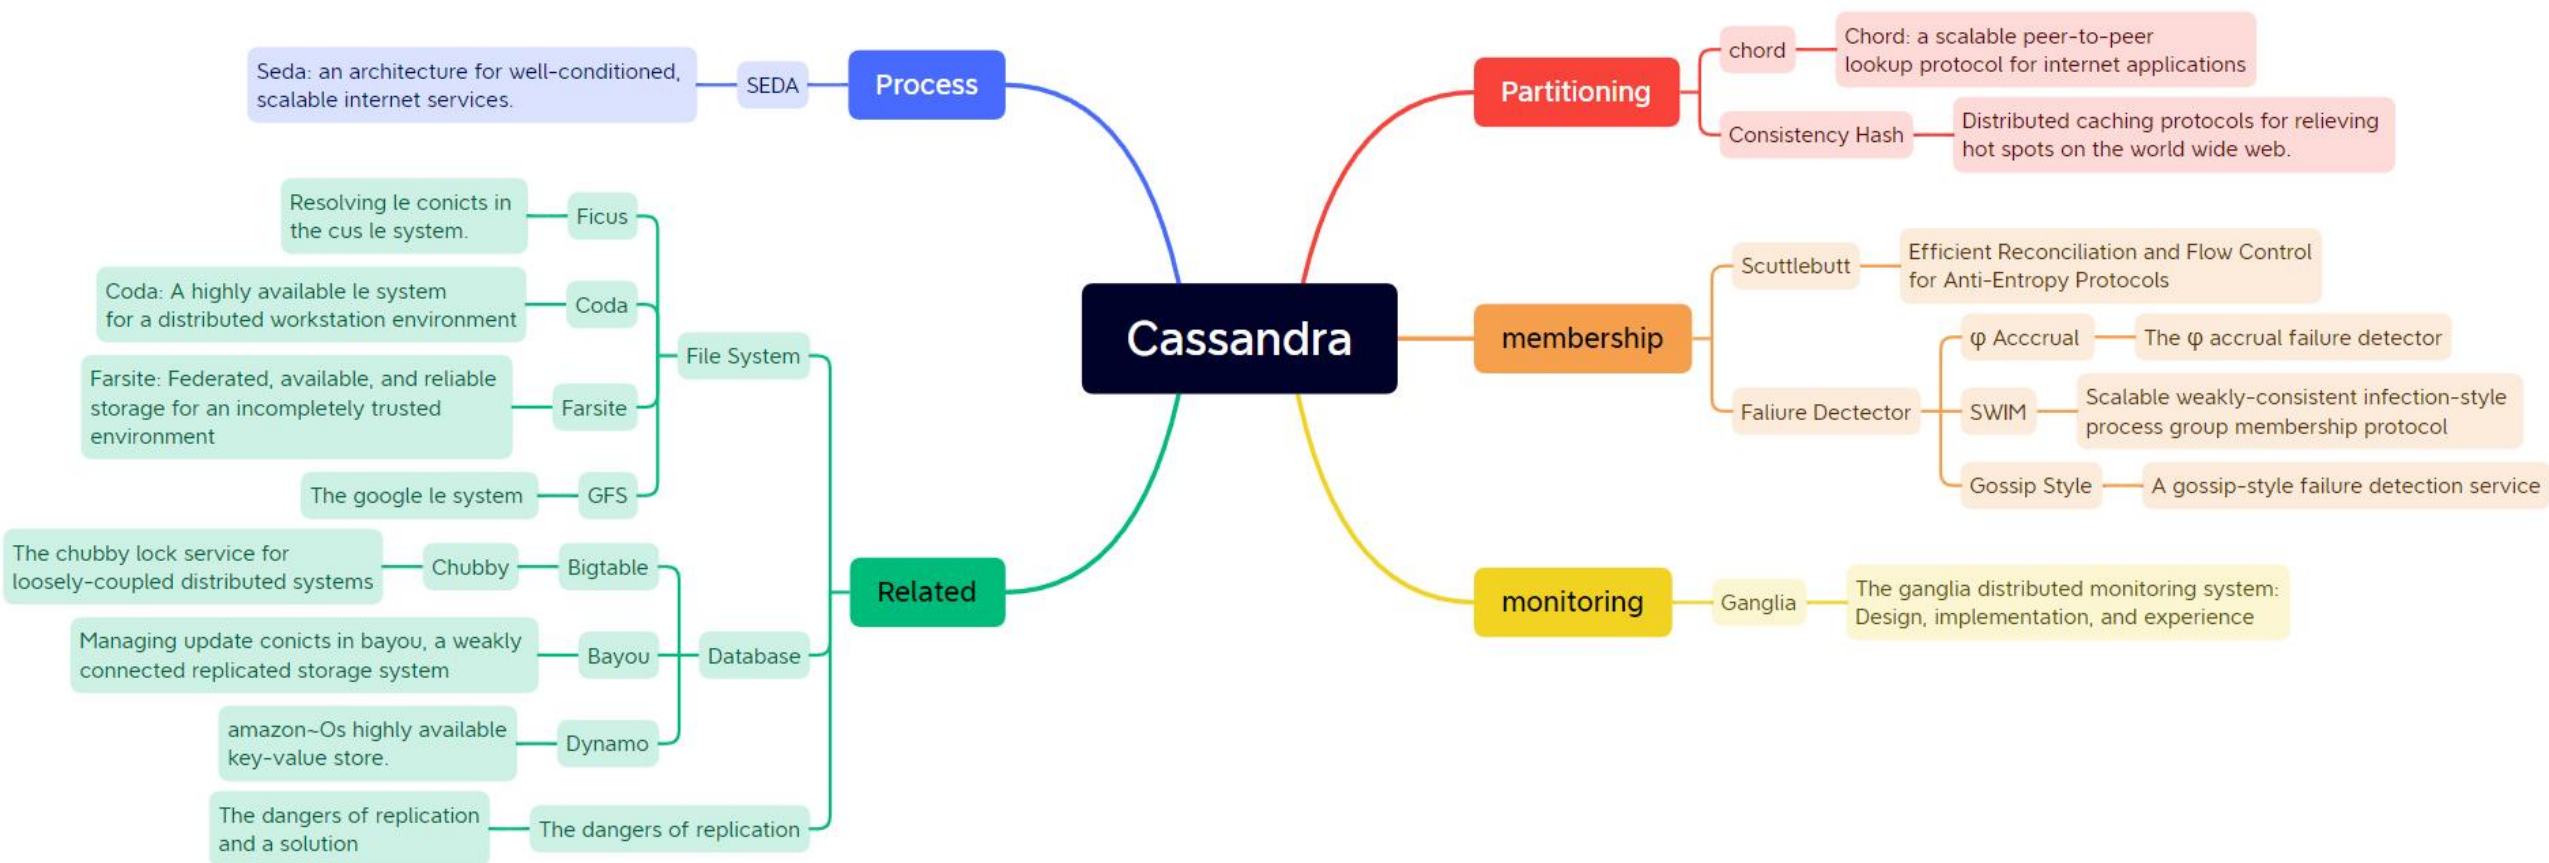 Cassandra
Process
SEDA
Seda: an architecture for well-conditioned,
scalable internet services.
Related
File System
Ficus
Resolving le conicts in
the cus le system.
Coda
Coda: A highly available le system
for a distributed workstation environment
Farsite
Farsite: Federated, available, and reliable
storage for an incompletely trusted
environment
GFS
The google le system
Database
Bigtable
Chubby
The chubby lock service for
loosely-coupled distributed systems
Bayou
Managing update conicts in bayou, a weakly
connected replicated storage system
Dynamo
amazon~Os highly available
key-value store.
The dangers of replication
The dangers of replication
and a solution
Partitioning
chord
Chord: a scalable peer-to-peer
lookup protocol for internet applications
Consistency Hash
Distributed caching protocols for relieving
hot spots on the world wide web.
membership
Scuttlebutt
Efficient Reconciliation and Flow Control
for Anti-Entropy Protocols
Faliure Dectector
φ Acccrual
The φ accrual failure detector
SWIM
Scalable weakly-consistent infection-style
process group membership protocol
Gossip Style
A gossip-style failure detection service
monitoring
Ganglia
The ganglia distributed monitoring system:
Design, implementation, and experience